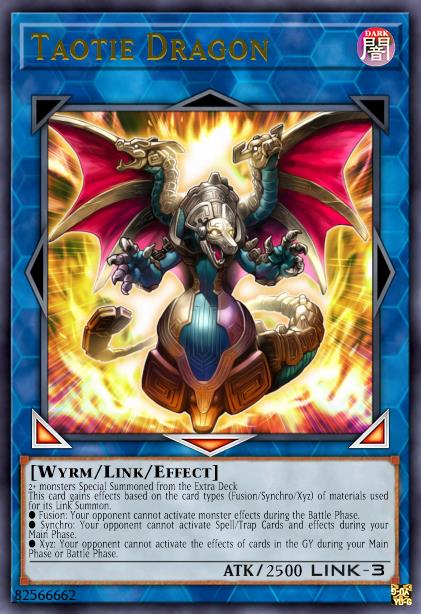 TAOTIE DRAGON
DARK
闇
[WYRM/LINK/EFFECT]
2+ monsters Special Summoned from the Extra Deck
This card gains effects based on the card types (Fusion/Synchro/Xyz) of materials used
for its Link Summon.
● Fusion: Your opponent cannot activate monster effects during the Battle Phase.
● Synchro: Your opponent cannot activate Spell/Trap Cards and effects during your
Main Phase.
● Xyz: Your opponent cannot activate the effects of cards in the GY during your Main
Phase or Battle Phase.
ATK/2500 LINK-3
82566662